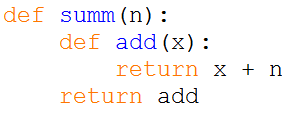 def summ(n):
    def add(x):
        return x + n
    return add